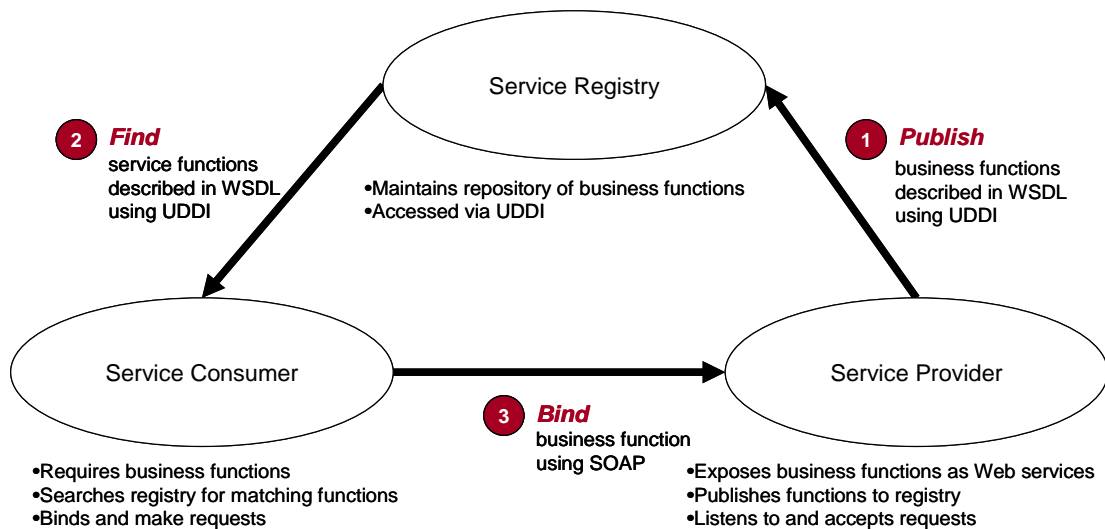 Service Registry
2 Find
service functions
described in WSDL
using UDDI
1 Publish
business functions
described in WSDL
using UDDI
•Maintains repository of business functions
•Accessed via UDDI
Service Consumer
Service Provider
3 Bind
business function
using SOAP
•Requires business functions
•Searches registry for matching functions
•Binds and make requests
•Exposes business functions as Web services
•Publishes functions to registry
•Listens to and accepts requests